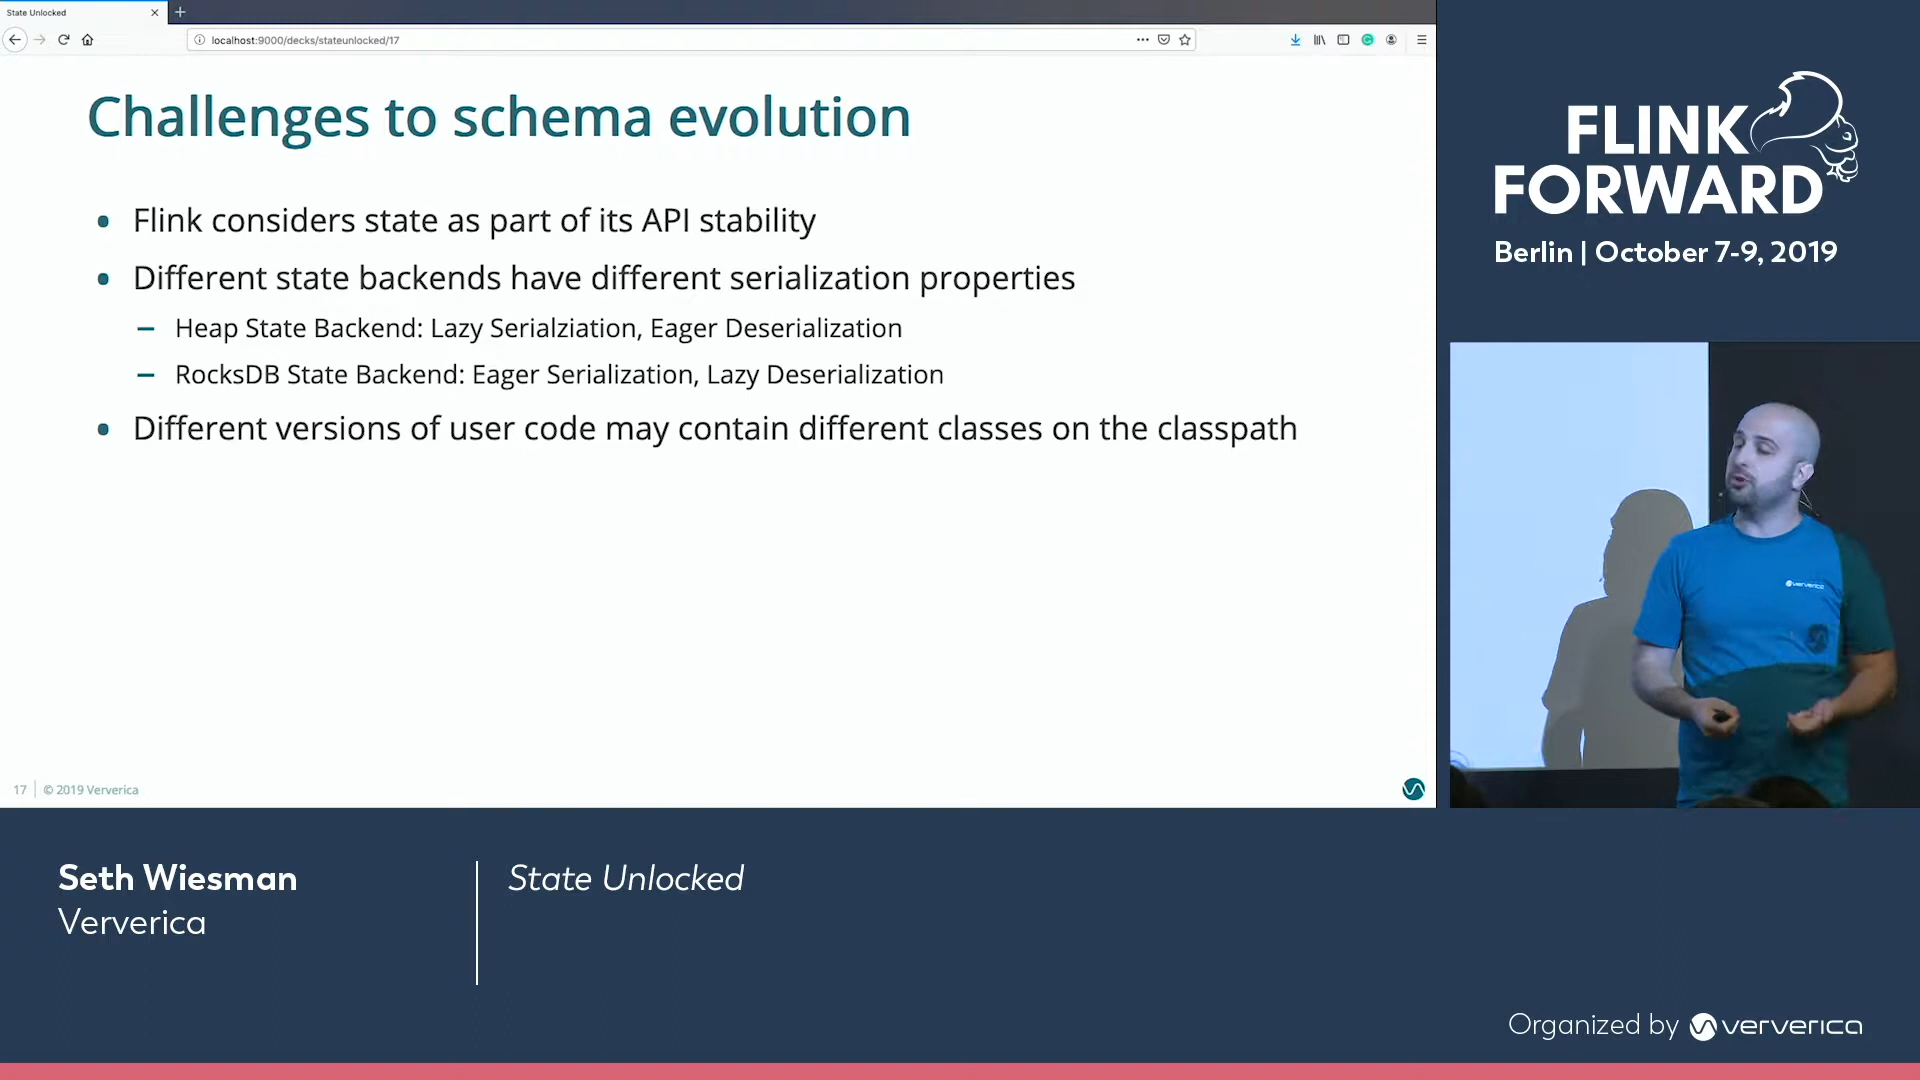 State Unlocked
localhost:9000/decks/stateunlocked/17
Challenges to schema evolution
• Flink considers state as part of its API stability
• Different state backends have different serialization properties
– Heap State Backend: Lazy Serialziation, Eager Deserialization
– RocksDB State Backend: Eager Serialization, Lazy Deserialization
• Different versions of user code may contain different classes on the classpath
17 | © 2019 Ververica
FLINK
FORWARD
Berlin | October 7-9, 2019
ververica
Seth Wiesman
Ververica
State Unlocked
Organized by ververica